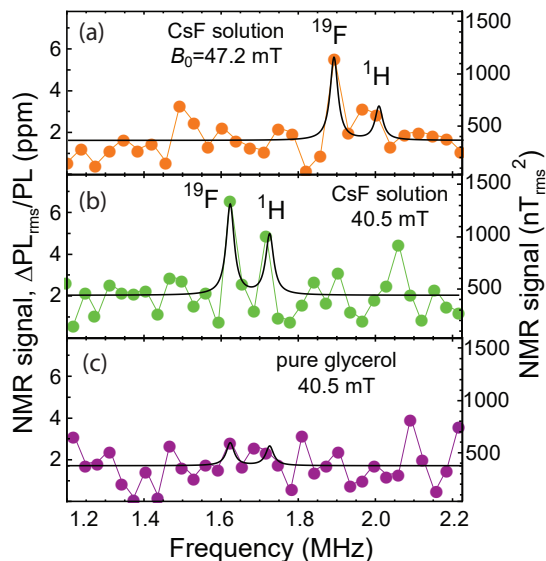 (a) CsF solution
B₀=47.2 mT
¹⁹F
¹H
6
4
2
1500
1000
500
(b) ¹⁹F
¹H
CsF solution
40.5 mT
6
4
2
1500
1000
500
(c) pure glycerol
40.5 mT
6
4
2
1500
1000
500
1.2 1.4 1.6 1.8 2.0 2.2
Frequency (MHz)
NMR signal, ΔPLrms/PL (ppm)
NMR signal (nTrms²)